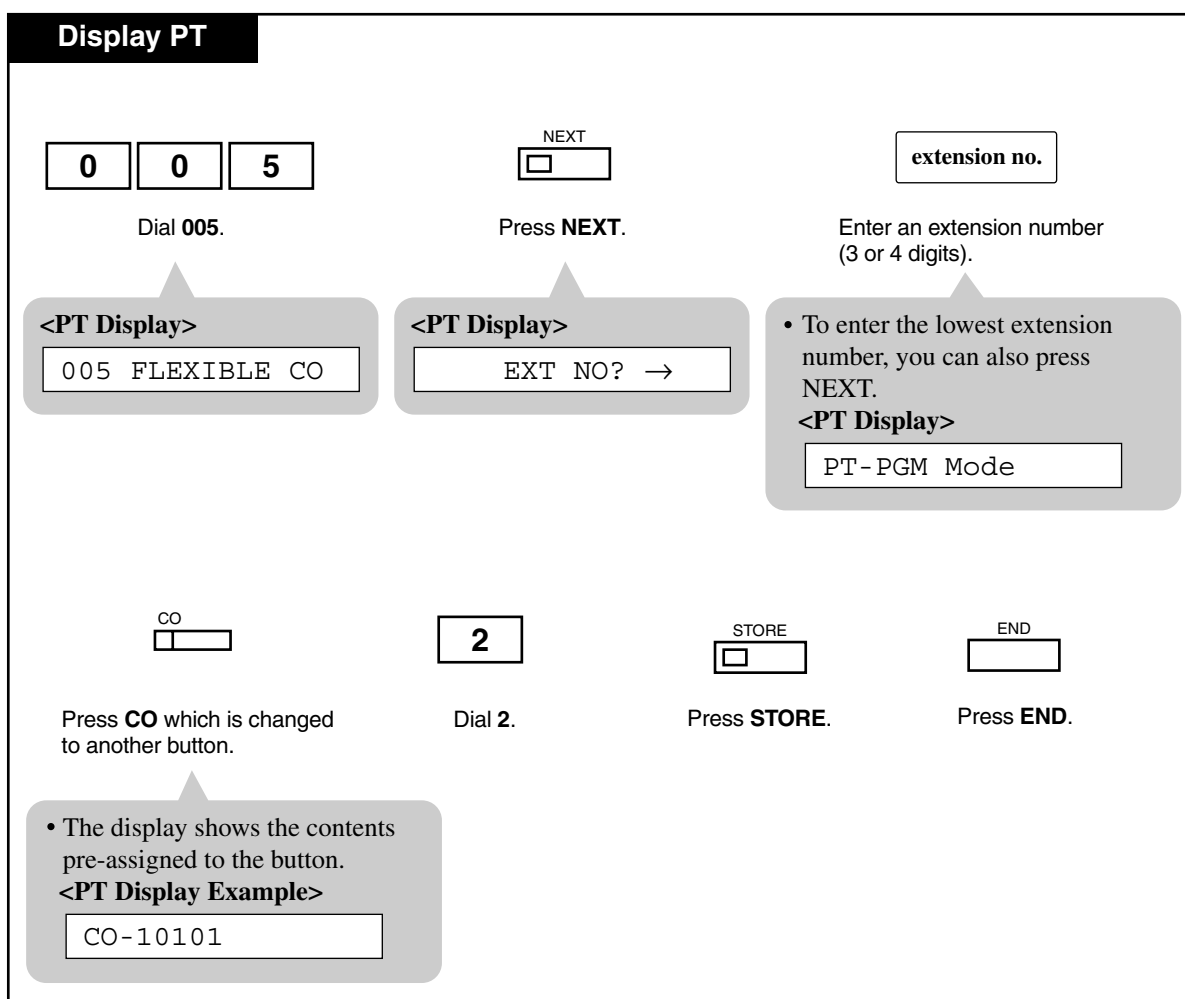 Display PT
0 0 5
Dial 005.
<PT Display>
005 FLEXIBLE CO
NEXT
Press NEXT.
<PT Display>
EXT NO? →
extension no.
Enter an extension number
(3 or 4 digits).
• To enter the lowest extension
number, you can also press
NEXT.
<PT Display>
PT-PGM Mode
CO
Press CO which is changed
to another button.
• The display shows the contents
pre-assigned to the button.
<PT Display Example>
CO-10101
2
Dial 2.
STORE
Press STORE.
END
Press END.